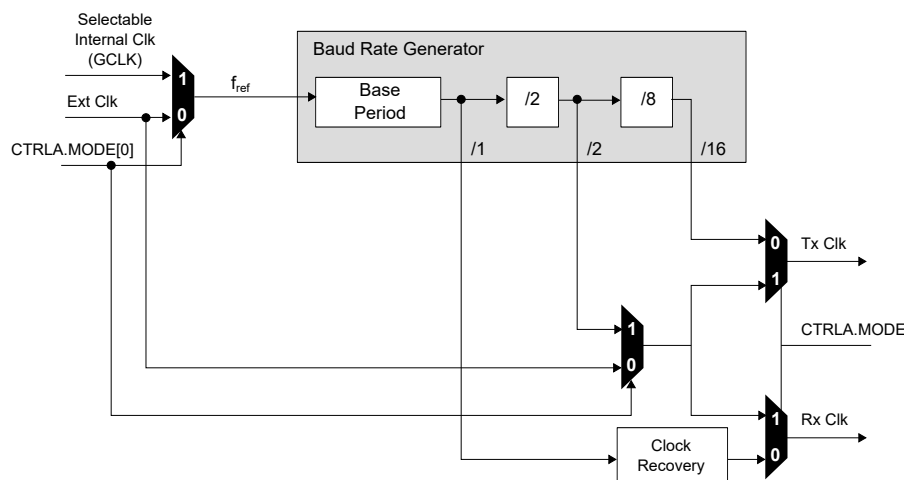 Selectable
Internal Clk
(GCLK)
Baud Rate Generator
1
f_ref
Base
Period
/2
/8
Ext Clk
0
CTRLA.MODE[0]
/1
/2
/16
0
Tx Clk
1
1
CTRLA.MODE
0
1
Rx Clk
Clock
Recovery
0